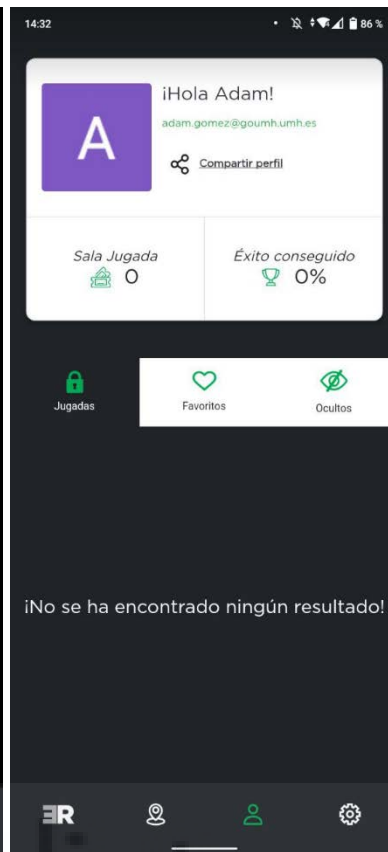 14:32
86 %
A
¡Hola Adam!
adam.gomez@goumh.umh.es
Compartir perfil
Sala Jugada
0
Éxito conseguido
0%
Jugadas
Favoritos
Ocultos
¡No se ha encontrado ningún resultado!
ER